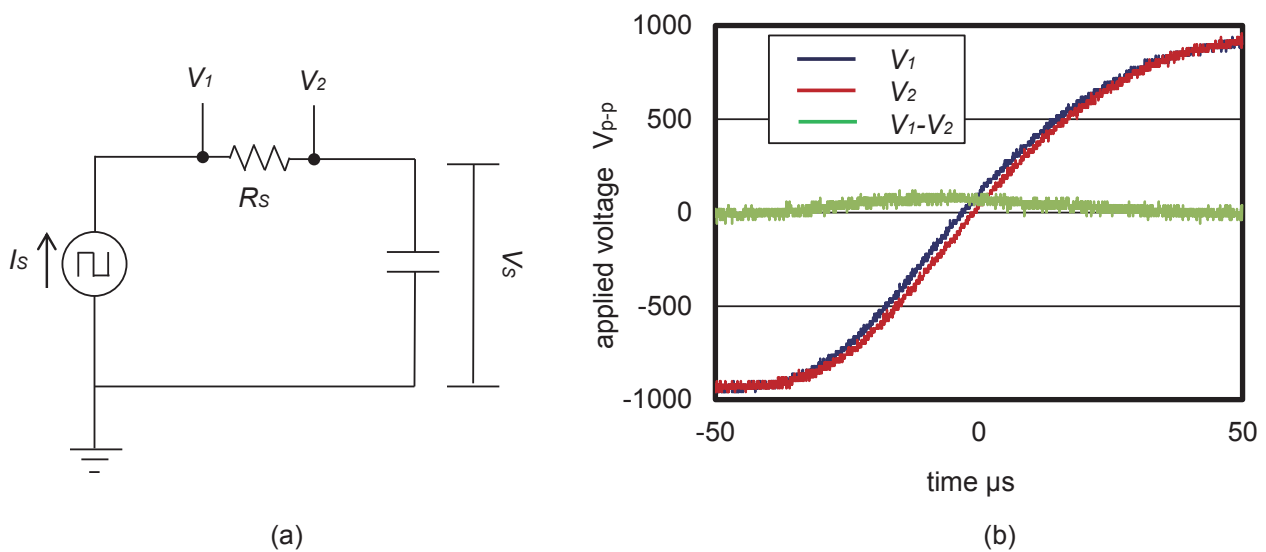 V1
V2
RS
IS
VS
(a)
applied voltage Vp-p
1000
500
0
-500
-1000
V1
V2
V1-V2
-50
0
50
time µs
(b)